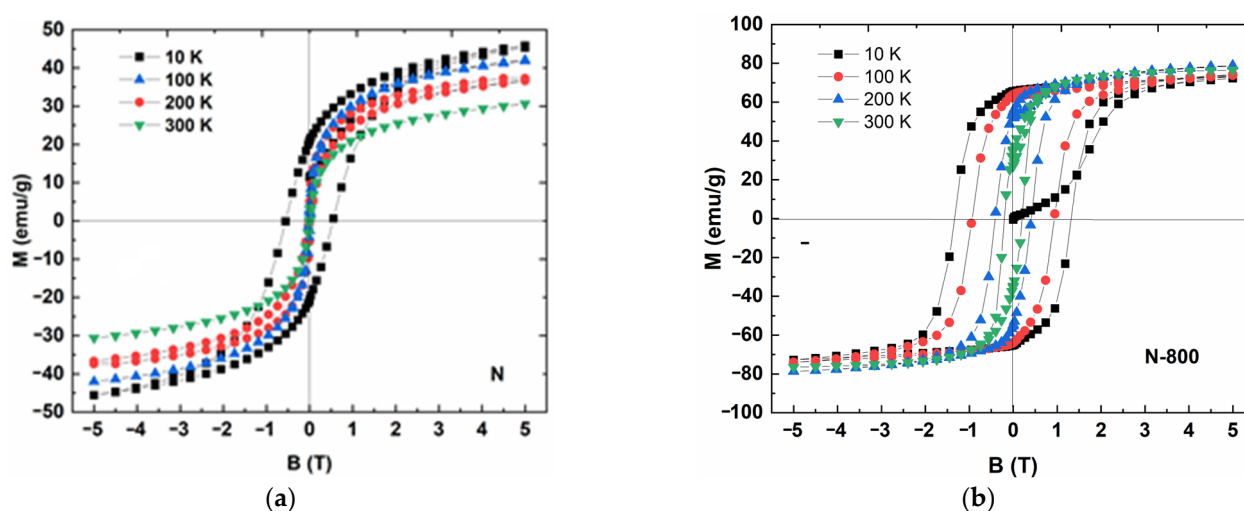 50
40
30
20
10
0
−10
−20
−30
−40
−50
M (emu/g)
10 K
100 K
200 K
300 K
N
−5 −4 −3 −2 −1 0 1 2 3 4 5
B (T)
(a)
100
80
60
40
20
0
−20
−40
−60
−80
−100
M (emu/g)
10 K
100 K
200 K
300 K
-
N-800
−5 −4 −3 −2 −1 0 1 2 3 4 5
B (T)
(b)